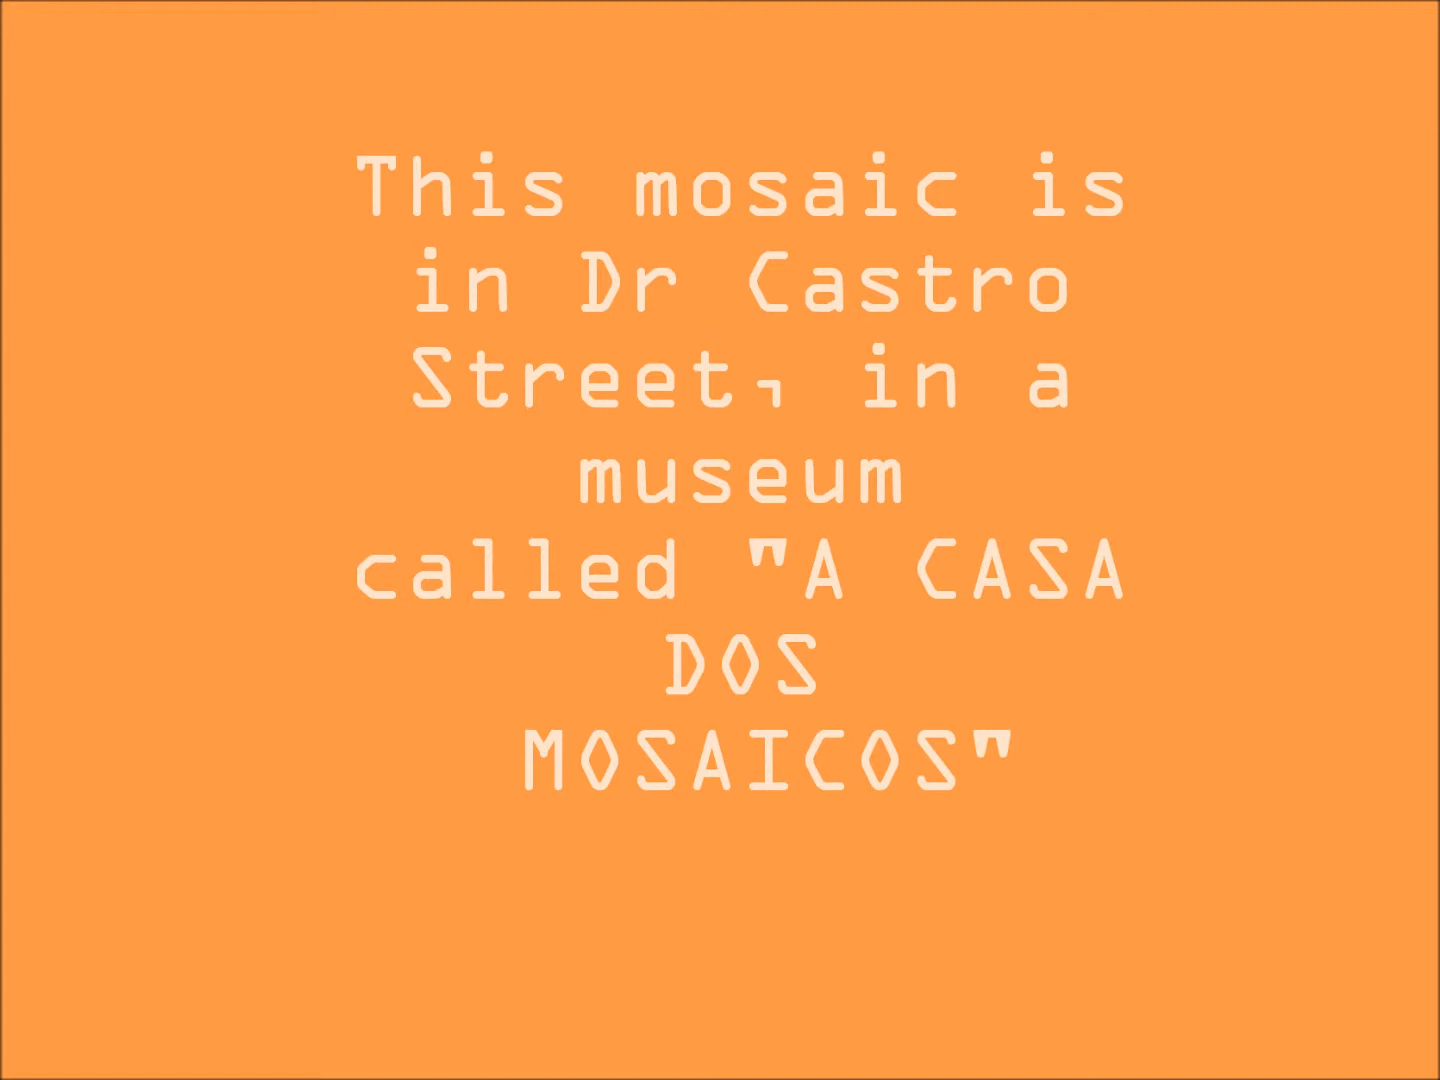 This mosaic is
in Dr Castro
Street, in a
museum
called "A CASA
DOS
MOSAICOS"